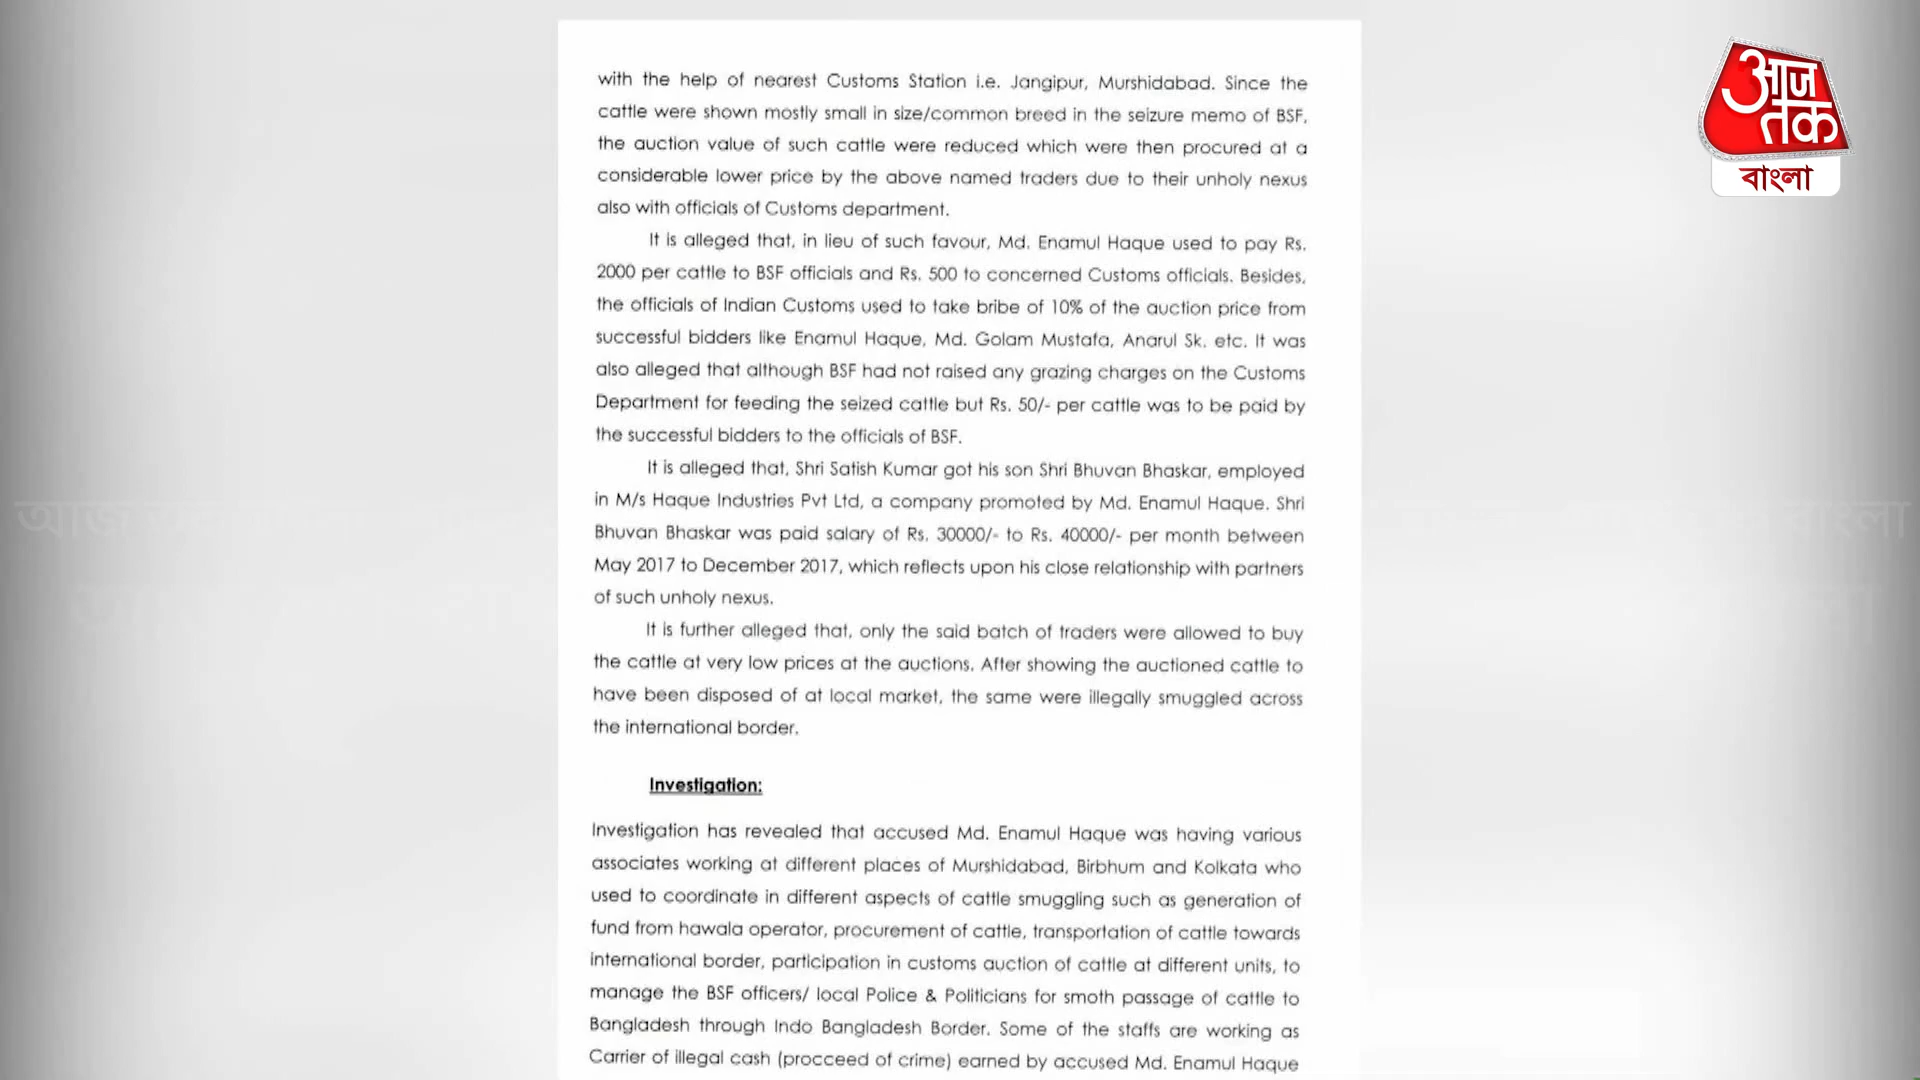 with the help of nearest Customs Station i.e. Jangipur, Murshidabad. Since the
cattle were shown mostly small in size/common breed in the seizure memo of BSF,
the auction value of such cattle were reduced which were then procured at a
considerable lower price by the above named traders due to their unholy nexus
also with officials of Customs department.
It is alleged that, in lieu of such favour, Md. Enamul Haque used to pay Rs.
2000 per cattle to BSF officials and Rs. 500 to concerned Customs officials. Besides,
the officials of Indian Customs used to take bribe of 10% of the auction price from
successful bidders like Enamul Haque, Md. Golam Mustafa, Anarul Sk. etc. It was
also alleged that although BSF had not raised any grazing charges on the Customs
Department for feeding the seized cattle but Rs. 50/- per cattle was to be paid by
the successful bidders to the officials of BSF.
It is alleged that, Shri Satish Kumar got his son Shri Bhuvan Bhaskar, employed
in M/s Haque Industries Pvt Ltd, a company promoted by Md. Enamul Haque. Shri
Bhuvan Bhaskar was paid salary of Rs. 30000/- to Rs. 40000/- per month between
May 2017 to December 2017, which reflects upon his close relationship with partners
of such unholy nexus.
It is further alleged that, only the said batch of traders were allowed to buy
the cattle at very low prices at the auctions. After showing the auctioned cattle to
have been disposed of at local market, the same were illegally smuggled across
the international border.
Investigation:
Investigation has revealed that accused Md. Enamul Haque was having various
associates working at different places of Murshidabad, Birbhum and Kolkata who
used to coordinate in different aspects of cattle smuggling such as generation of
fund from hawala operator, procurement of cattle, transportation of cattle towards
international border, participation in customs auction of cattle at different units, to
manage the BSF officers/ local Police & Politicians for smoth passage of cattle to
Bangladesh through Indo Bangladesh Border. Some of the staffs are working as
Carrier of illegal cash (procceed of crime) earned by accused Md. Enamul Haque
आज
तक
বাংলা